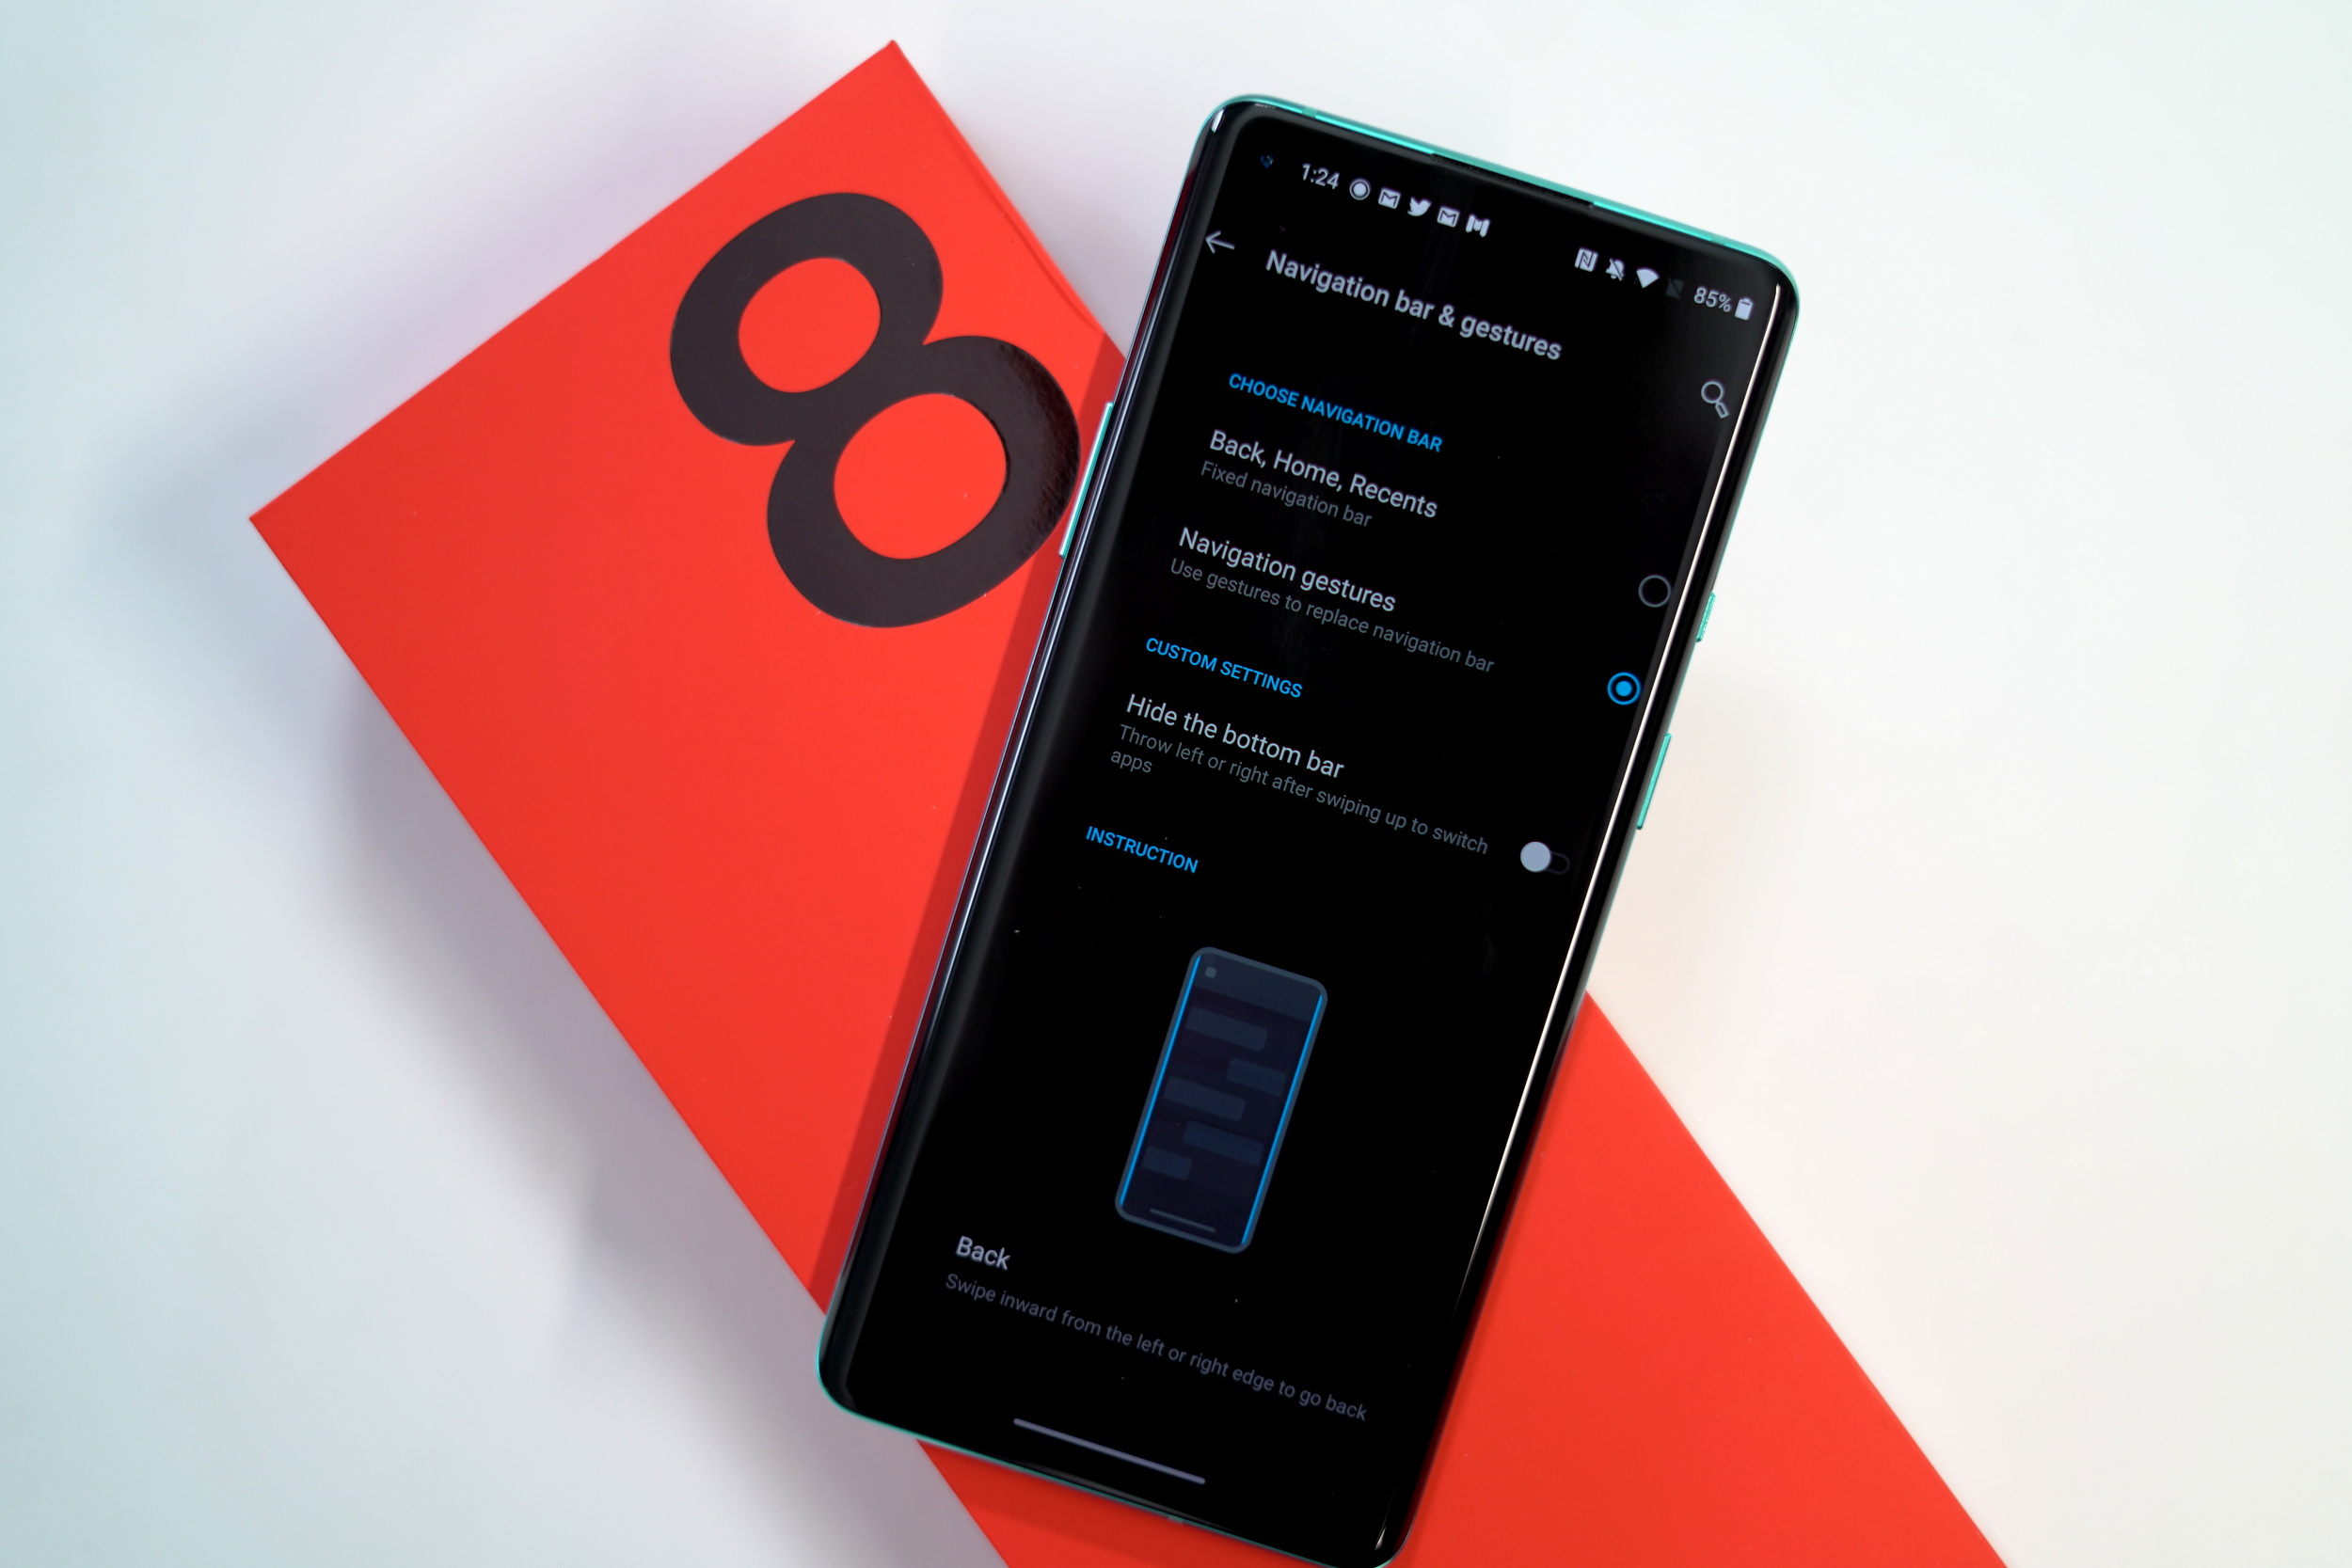 8
1:24
85%
Navigation bar & gestures
CHOOSE NAVIGATION BAR
Back, Home, Recents
Fixed navigation bar
Navigation gestures
Use gestures to replace navigation bar
CUSTOM SETTINGS
Hide the bottom bar
Throw left or right after swiping up to switch
apps
INSTRUCTION
Back
Swipe inward from the left or right edge to go back